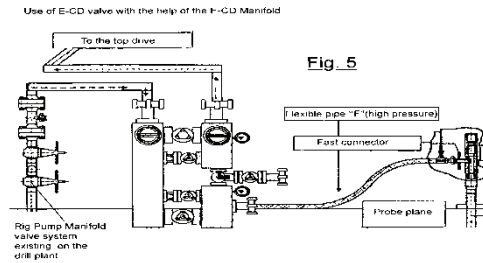 Use of E-CD valve with the help of the F-CD Manifold
To the top drive
Fig. 5
Flexible pipe "F"(high pressure)
Fast connector
Probe plane
Rig Pump Manifold
valve system
existing on the
drill plant